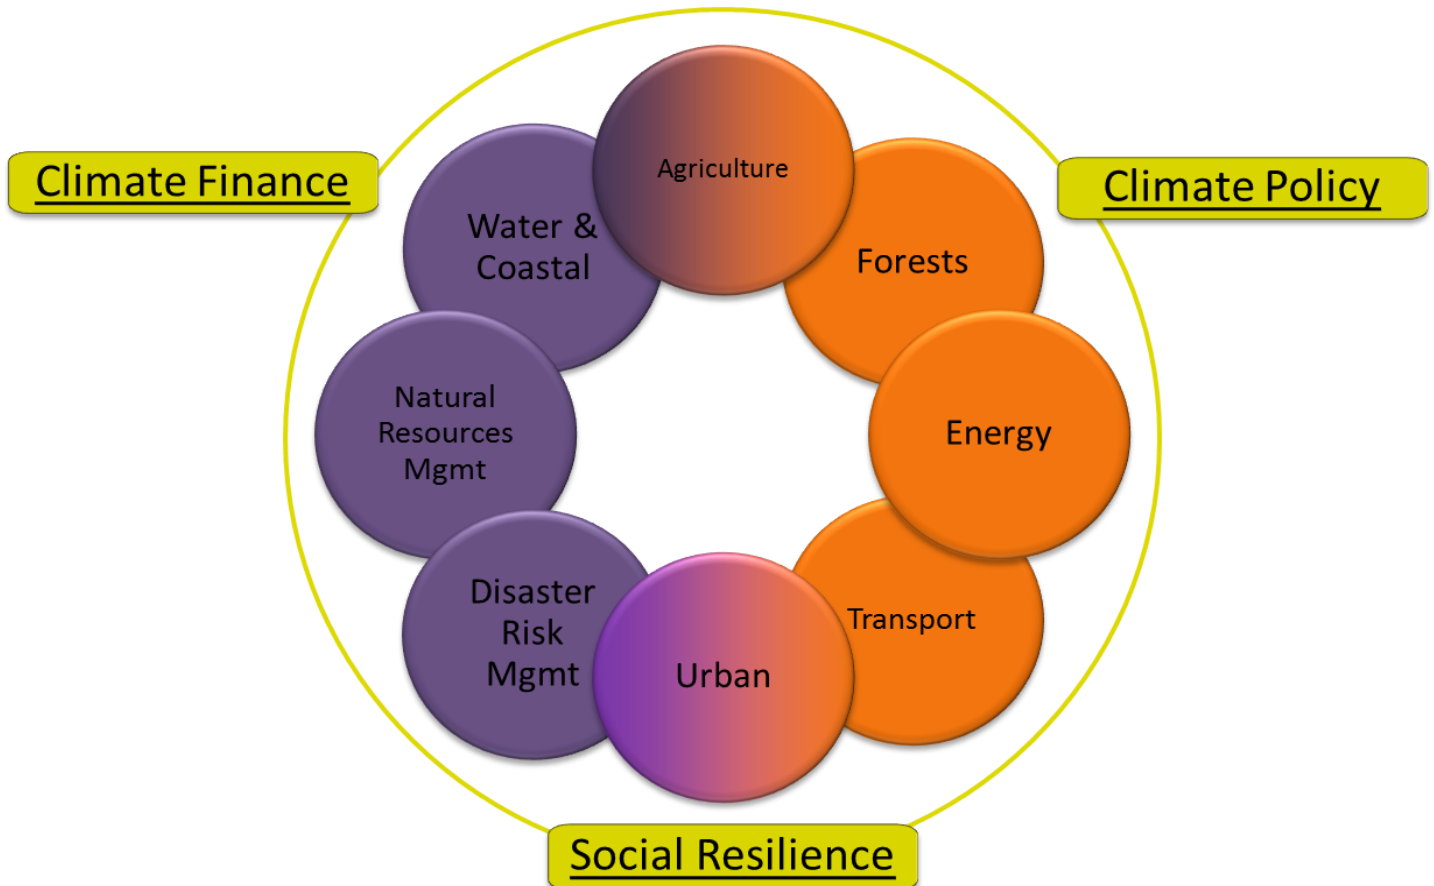 Agriculture
Climate Finance
Climate Policy
Water &
Coastal
Forests
Natural
Resources
Mgmt
Energy
Disaster
Risk
Mgmt
Transport
Urban
Social Resilience